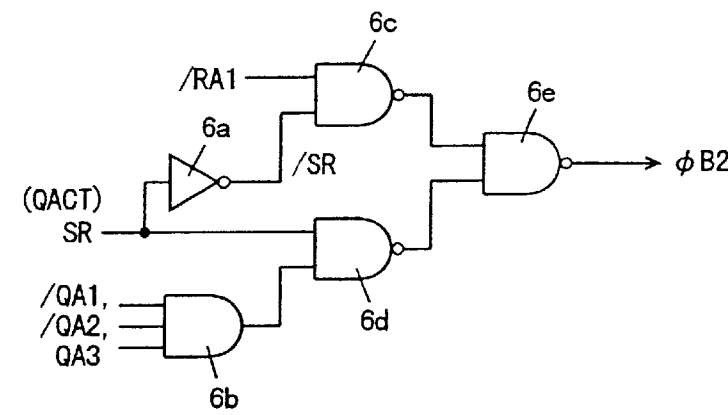 6c
/RA1
6e
6a
/SR
φB2
(QACT)
SR
/QA1,
/QA2,
QA3
6d
6b